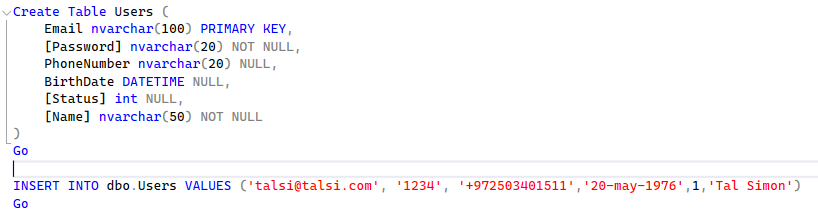 Create Table Users (
Email nvarchar(100) PRIMARY KEY,
[Password] nvarchar(20) NOT NULL,
PhoneNumber nvarchar(20) NULL,
BirthDate DATETIME NULL,
[Status] int NULL,
[Name] nvarchar(50) NOT NULL
)
Go
INSERT INTO dbo.Users VALUES ('talsi@talsi.com', '1234', '+972503401511','20-may-1976',1,'Tal Simon')
Go